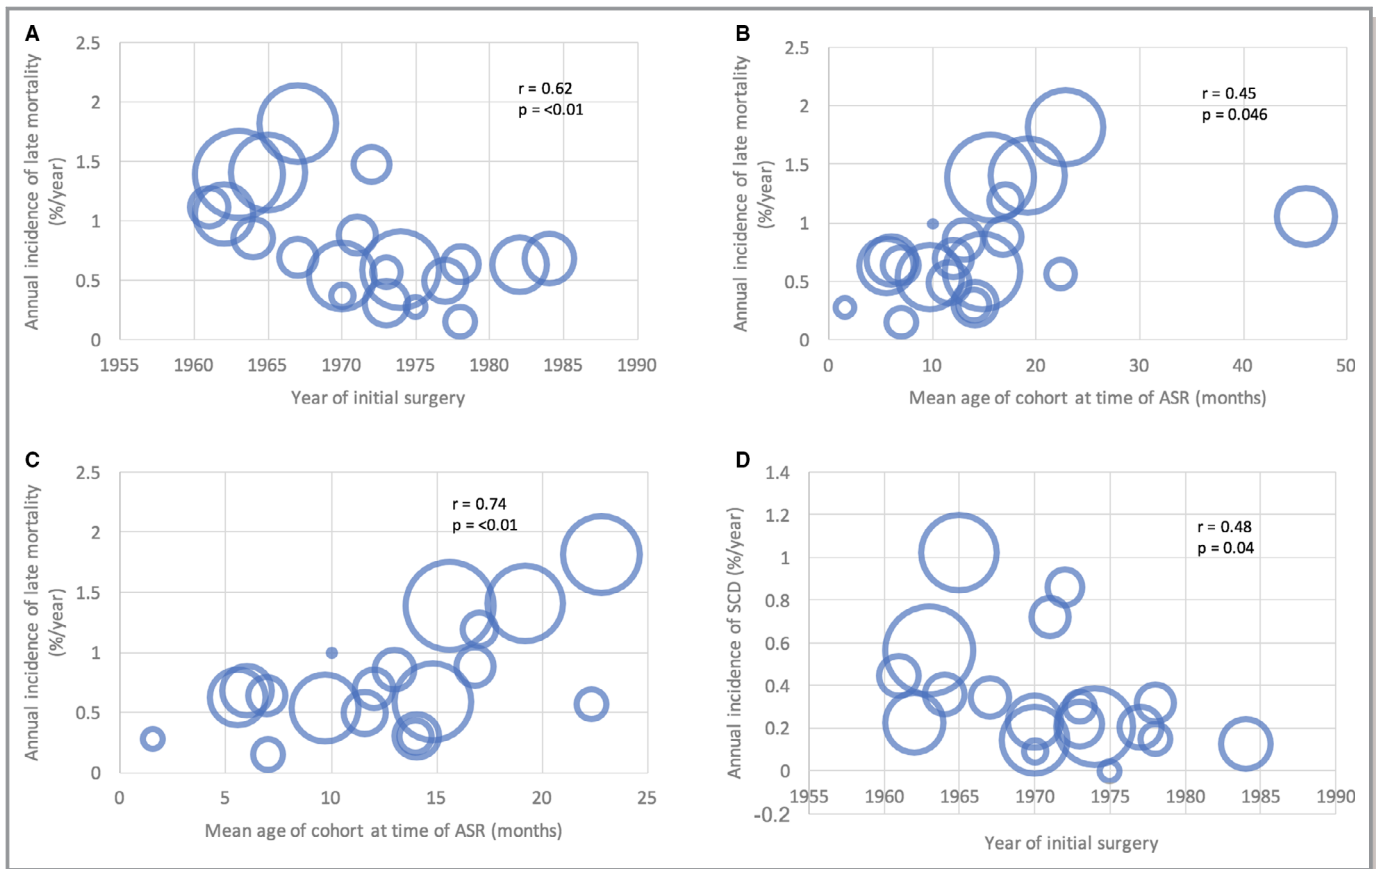 A
Annual incidence of late mortality
(%/year)
2.5
2
1.5
1
0.5
0
r = 0.62
p = <0.01
1955 1960 1965 1970 1975 1980 1985 1990
Year of initial surgery
B
Annual incidence of late mortality
(%/year)
2.5
2
1.5
1
0.5
0
r = 0.45
p = 0.046
0 10 20 30 40 50
Mean age of cohort at time of ASR (months)
C
Annual incidence of late mortality
(%/year)
2.5
2
1.5
1
0.5
0
r = 0.74
p = <0.01
0 5 10 15 20 25
Mean age of cohort at time of ASR (months)
D
Annual incidence of SCD (%/year)
1.4
1.2
1
0.8
0.6
0.4
0.2
0
-0.2
r = 0.48
p = 0.04
1955 1960 1965 1970 1975 1980 1985 1990
Year of initial surgery